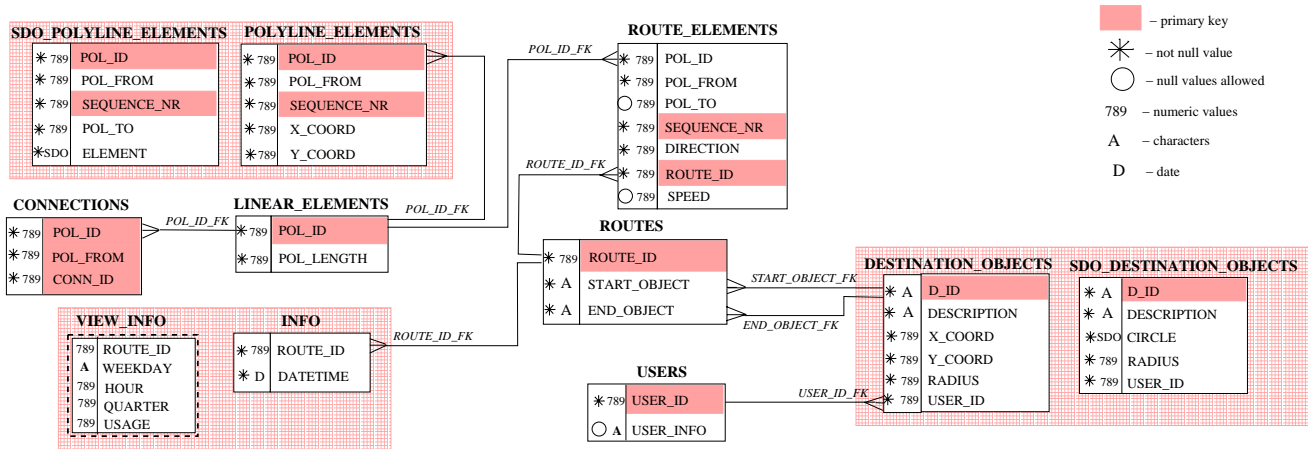 SDO_POLYLINE_ELEMENTS
789 POL_ID
789 POL_FROM
789 SEQUENCE_NR
789 POL_TO
SDO ELEMENT
POLYLINE_ELEMENTS
789 POL_ID
789 POL_FROM
789 SEQUENCE_NR
789 X_COORD
789 Y_COORD
ROUTE_ELEMENTS
789 POL_ID
789 POL_FROM
789 POL_TO
789 SEQUENCE_NR
789 DIRECTION
789 ROUTE_ID
789 SPEED
POL_ID_FK
ROUTE_ID_FK
– primary key
– not null value
– null values allowed
789 – numeric values
A – characters
D – date
CONNECTIONS
789 POL_ID
789 POL_FROM
789 CONN_ID
POL_ID_FK
LINEAR_ELEMENTS
789 POL_ID
789 POL_LENGTH
POL_ID_FK
ROUTES
789 ROUTE_ID
A START_OBJECT
A END_OBJECT
START_OBJECT_FK
END_OBJECT_FK
DESTINATION_OBJECTS
A D_ID
A DESCRIPTION
789 X_COORD
789 Y_COORD
789 RADIUS
789 USER_ID
SDO_DESTINATION_OBJECTS
A D_ID
A DESCRIPTION
SDO CIRCLE
789 RADIUS
789 USER_ID
VIEW_INFO
789 ROUTE_ID
A WEEKDAY
789 HOUR
789 QUARTER
789 USAGE
INFO
789 ROUTE_ID
D DATETIME
ROUTE_ID_FK
USERS
789 USER_ID
A USER_INFO
USER_ID_FK